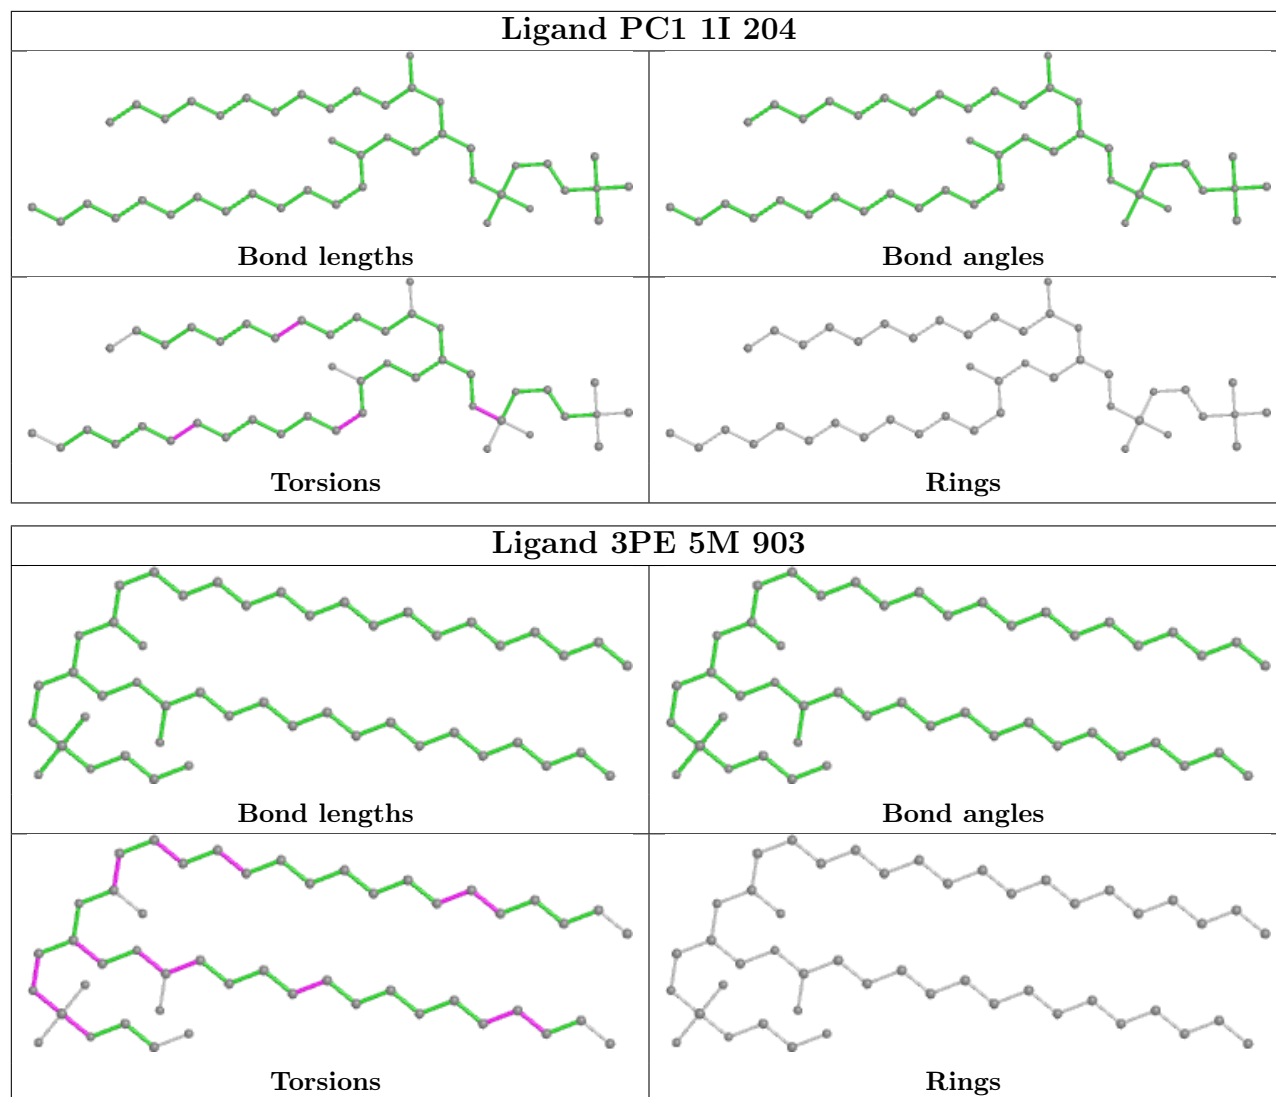 Ligand PC1 1I 204
Bond lengths
Bond angles
Torsions
Rings
Ligand 3PE 5M 903
Bond lengths
Bond angles
Torsions
Rings